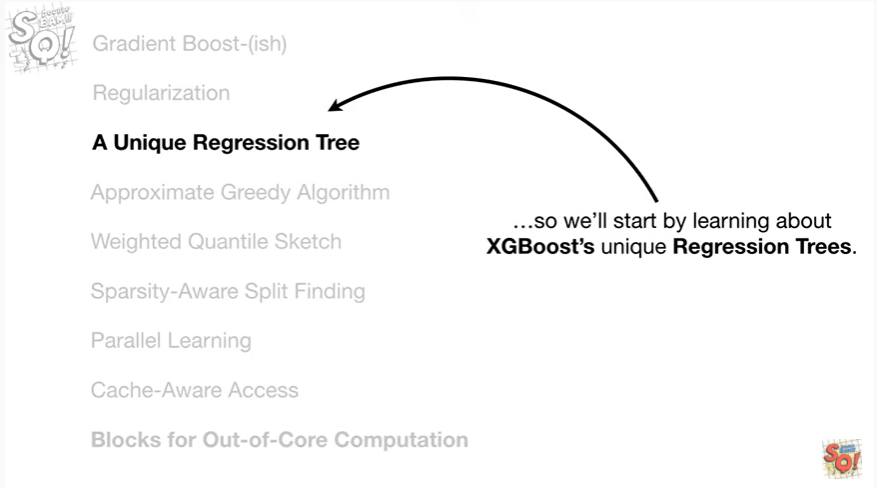 Gradient Boost-(ish)
Regularization
A Unique Regression Tree
Approximate Greedy Algorithm
Weighted Quantile Sketch
Sparsity-Aware Split Finding
Parallel Learning
Cache-Aware Access
Blocks for Out-of-Core Computation
…so we’ll start by learning about
XGBoost’s unique Regression Trees.
SQ!